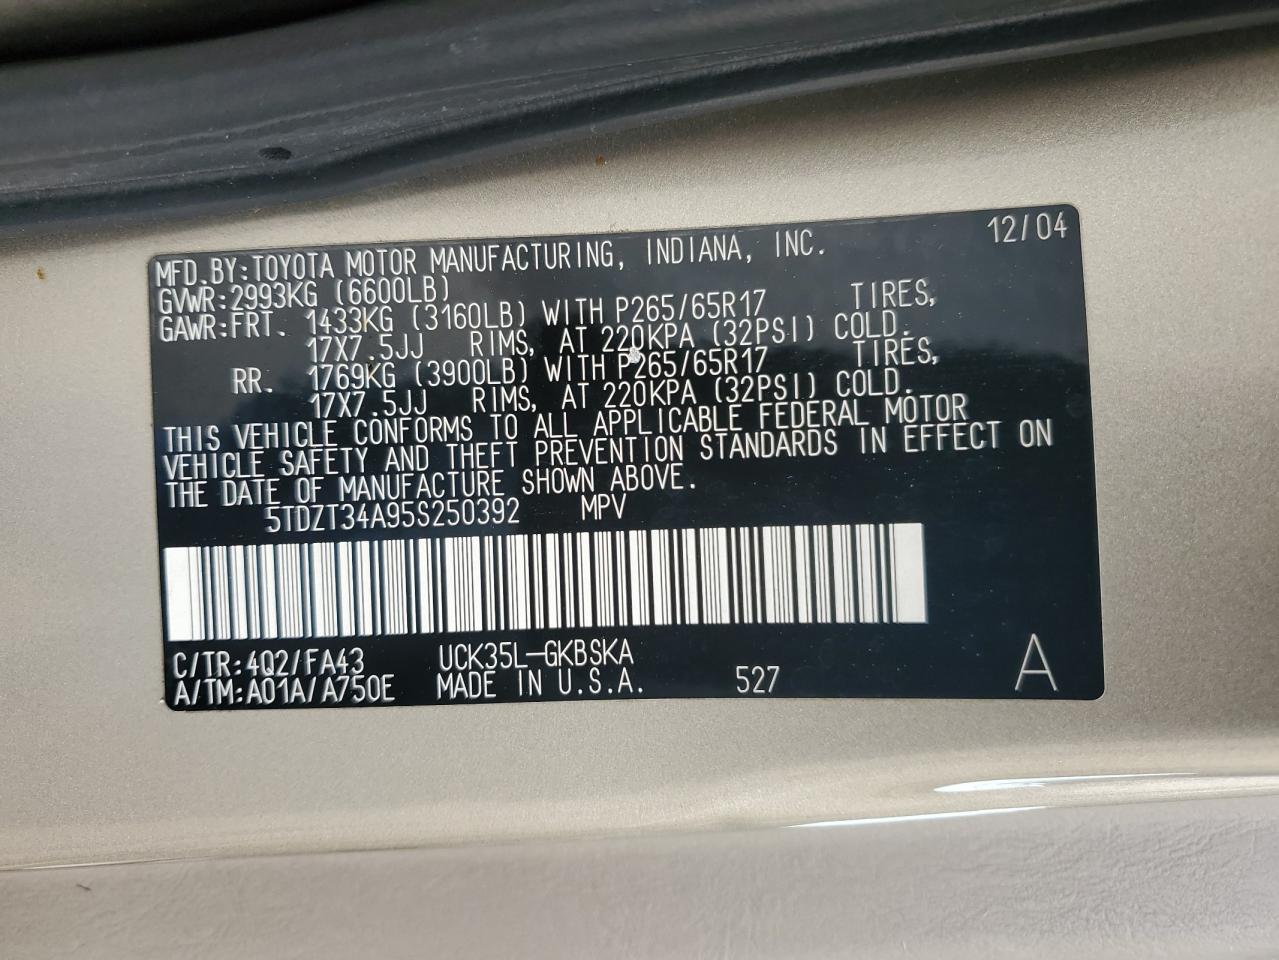 MFD.BY:TOYOTA MOTOR MANUFACTURING, INDIANA, INC. 12/04
GVWR:2993KG (6600LB)
GAWR:FRT. 1433KG (3160LB) WITH P265/65R17 TIRES,
17X7.5JJ RIMS, AT 220KPA (32PSI) COLD.
RR. 1769KG (3900LB) WITH P265/65R17 TIRES,
17X7.5JJ RIMS, AT 220KPA (32PSI) COLD.
THIS VEHICLE CONFORMS TO ALL APPLICABLE FEDERAL MOTOR
VEHICLE SAFETY AND THEFT PREVENTION STANDARDS IN EFFECT ON
THE DATE OF MANUFACTURE SHOWN ABOVE.
5TDZT34A95S250392 MPV
C/TR:4Q2/FA43 UCK35L-GKBSKA
A/TM:A01A/A750E MADE IN U.S.A. 527 A